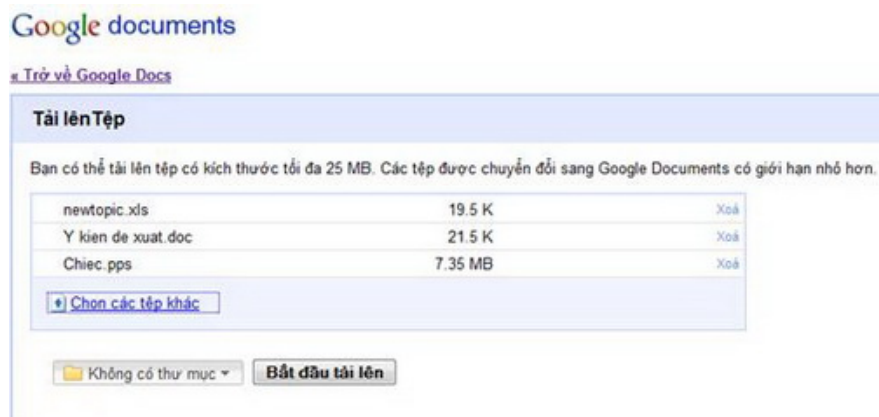 Google documents
« Trở về Google Docs
Tải lên Tệp
Bạn có thể tải lên tệp có kích thước tối đa 25 MB. Các tệp được chuyển đổi sang Google Documents có giới hạn nhỏ hơn.
newtopic.xls 19.5 K Xoá
Y kien de xuat.doc 21.5 K Xoá
Chiec.pps 7.35 MB Xoá
Chọn các tệp khác
Không có thư mục
Bắt đầu tải lên